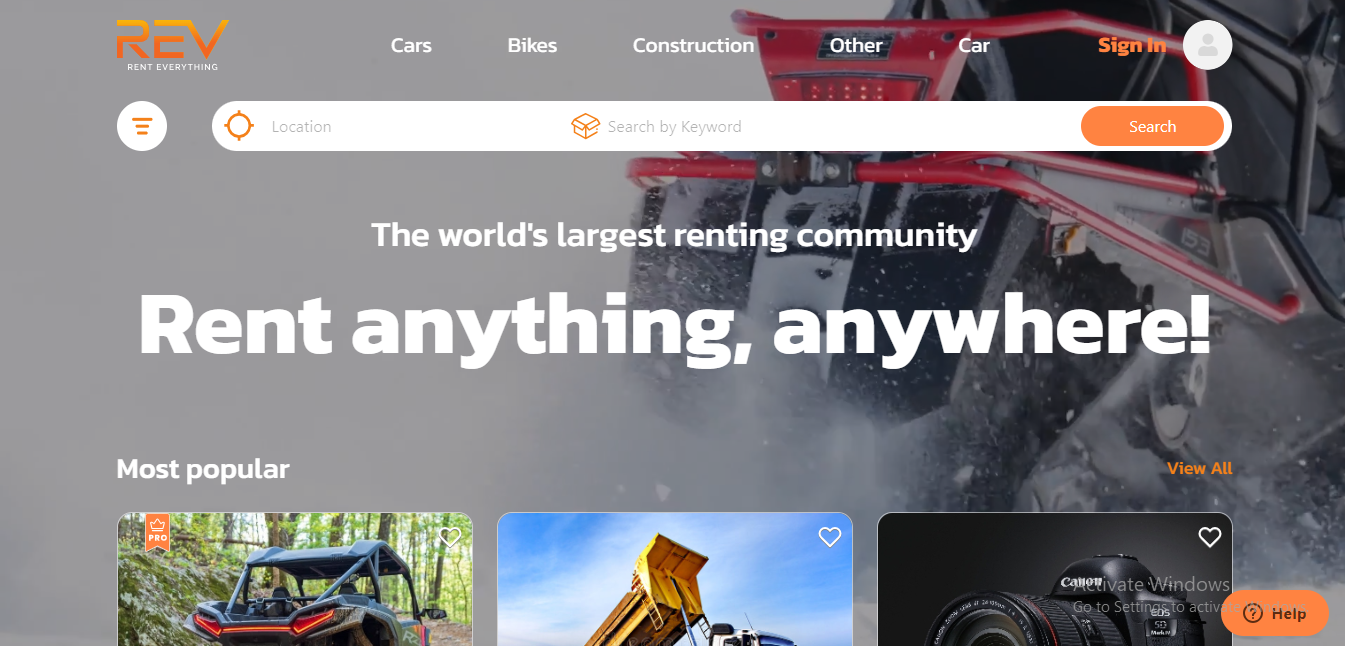 REV
RENT EVERYTHING
Cars
Bikes
Construction
Other
Car
Sign In
Location
Search by Keyword
Search
The world's largest renting community
Rent anything, anywhere!
Most popular
View All
PRO
Canon
EOS
5D
Mark IV
Activate Windows
Go to Settings to activate
Help